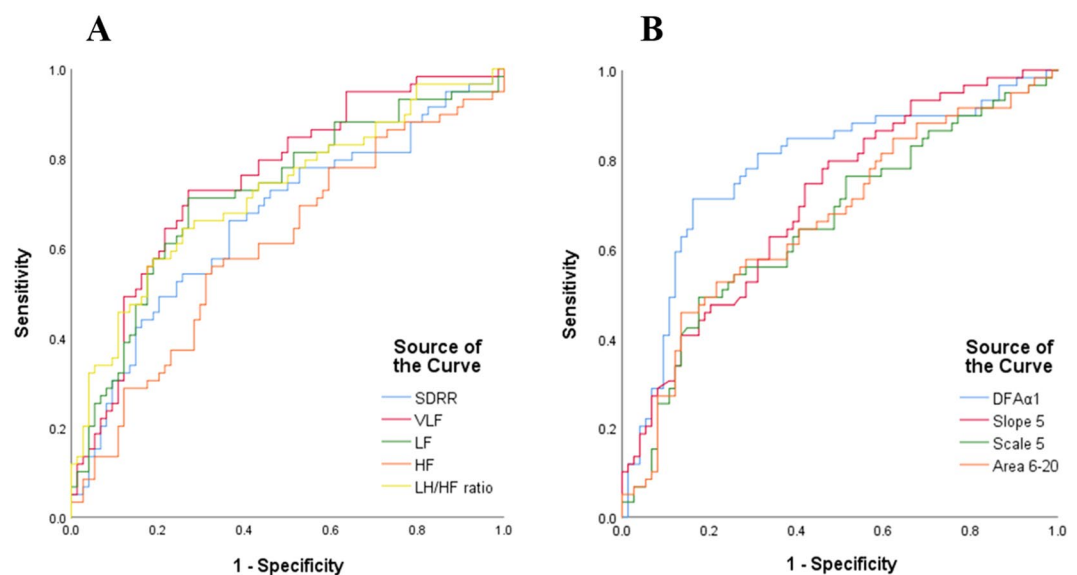 A
1.0
0.8
0.6
0.4
0.2
0.0
Sensitivity
0.0 0.2 0.4 0.6 0.8 1.0
1 - Specificity
Source of
the Curve
SDRR
VLF
LF
HF
LH/HF ratio
B
1.0
0.8
0.6
0.4
0.2
0.0
Sensitivity
0.0 0.2 0.4 0.6 0.8 1.0
1 - Specificity
Source of
the Curve
DFAα1
Slope 5
Scale 5
Area 6-20